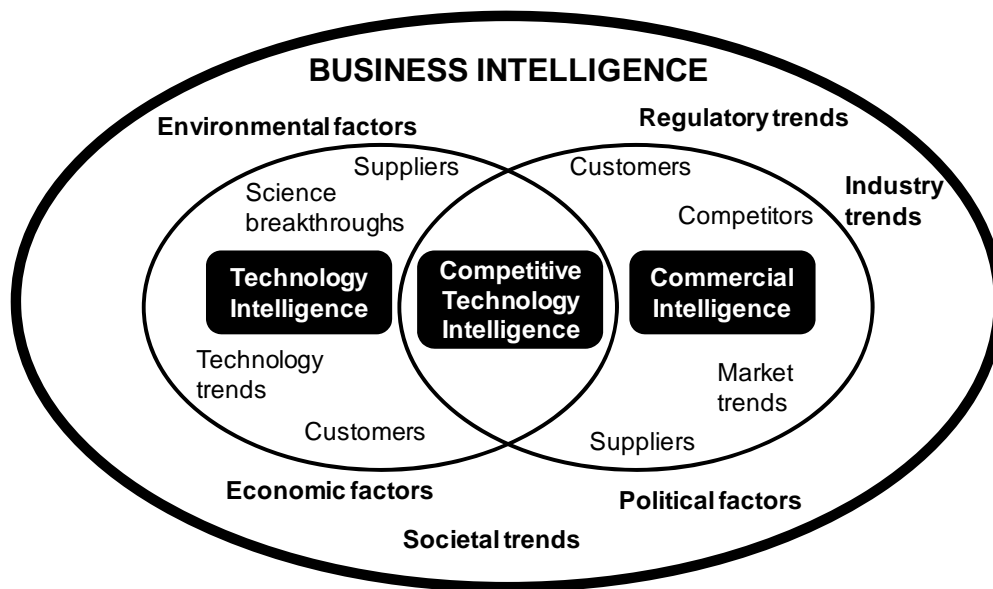 BUSINESS INTELLIGENCE
Environmental factors
Regulatory trends
Suppliers
Customers
Science
breakthroughs
Industry
trends
Competitors
Technology
Intelligence
Competitive
Technology
Intelligence
Commercial
Intelligence
Technology
trends
Market
trends
Customers
Suppliers
Economic factors
Political factors
Societal trends